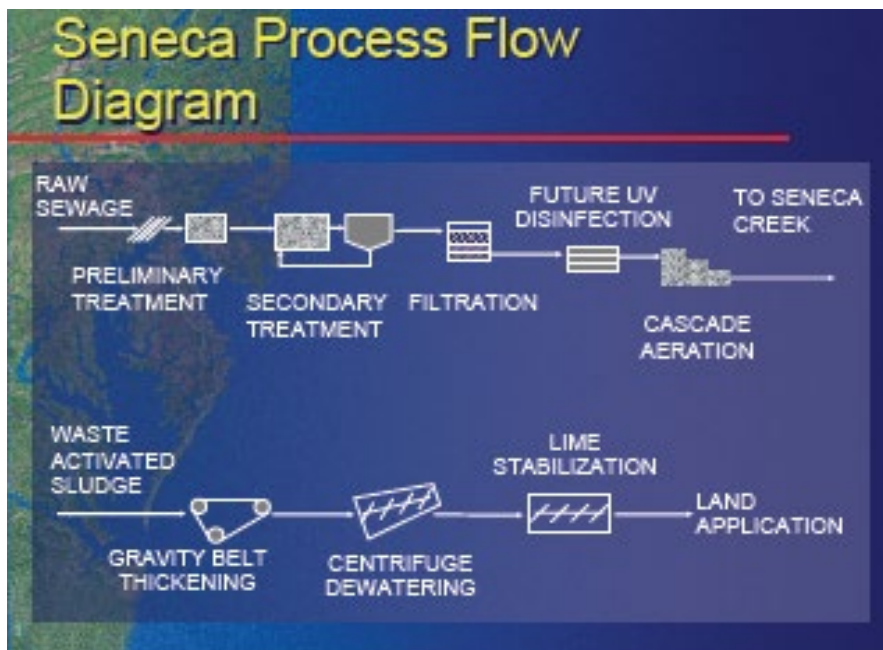 Seneca Process Flow
Diagram
RAW
SEWAGE
PRELIMINARY
TREATMENT
SECONDARY
TREATMENT
FILTRATION
FUTURE UV
DISINFECTION
CASCADE
AERATION
TO SENECA
CREEK
WASTE
ACTIVATED
SLUDGE
GRAVITY BELT
THICKENING
CENTRIFUGE
DEWATERING
LIME
STABILIZATION
LAND
APPLICATION